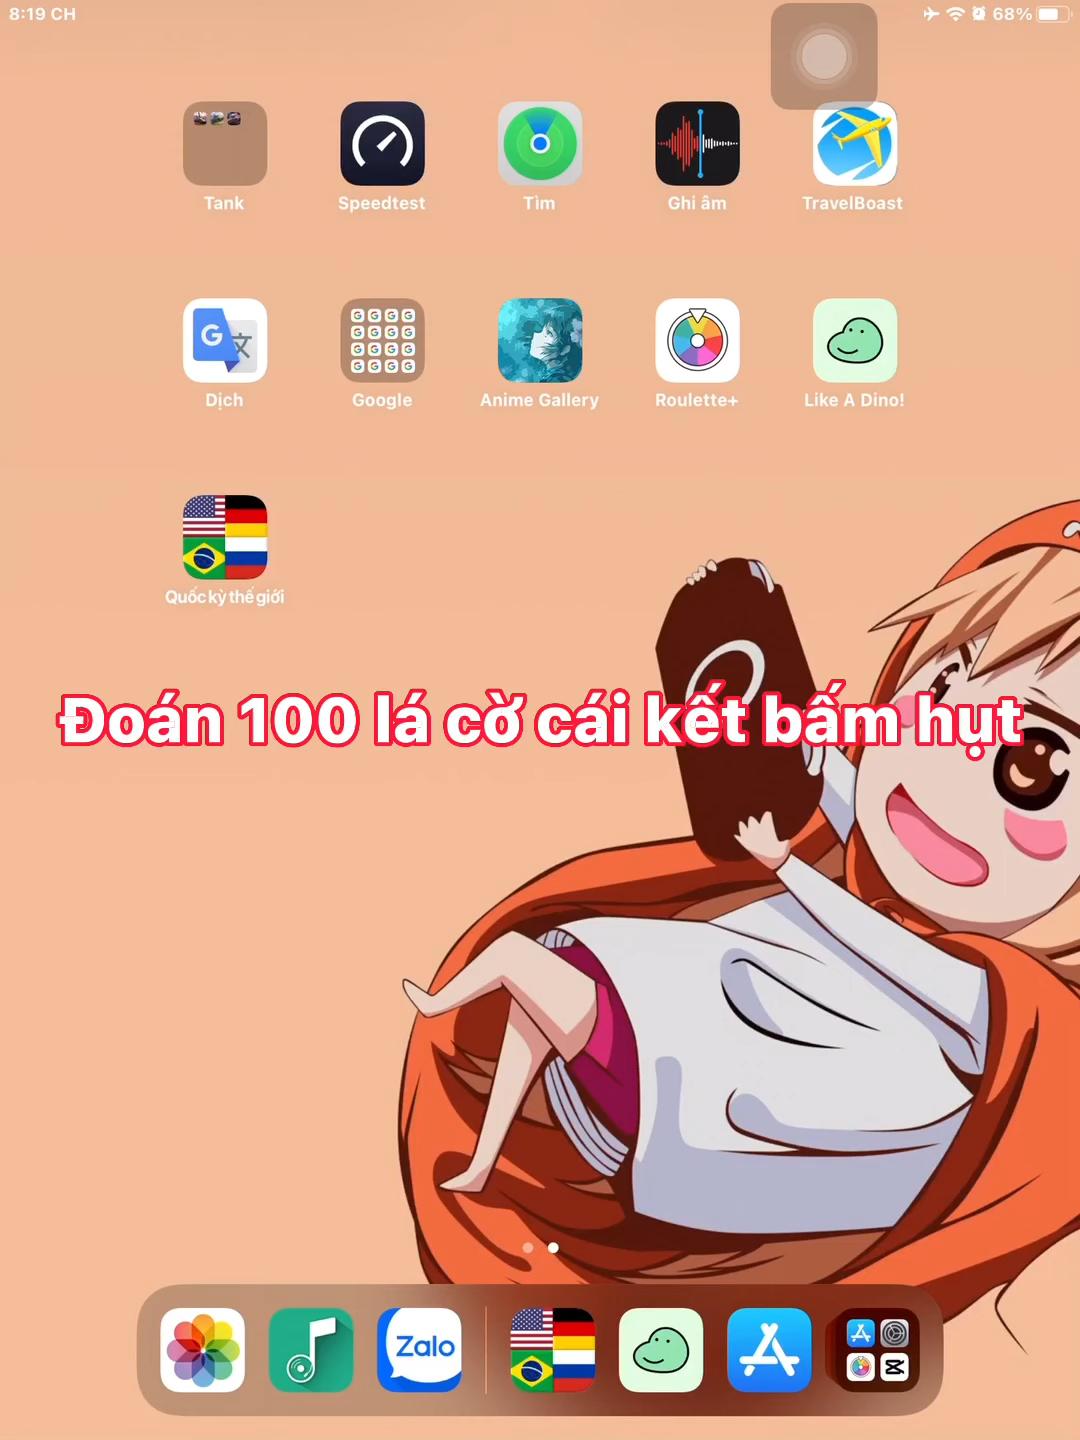 8:19 CH
68%
Tank
Speedtest
Tìm
Ghi âm
TravelBoast
G
文
Dịch
Google
Anime Gallery
Roulette+
Like A Dino!
Quốc kỳ thế giới
Đoán 100 lá cờ cái kết bấm hụt
Zalo